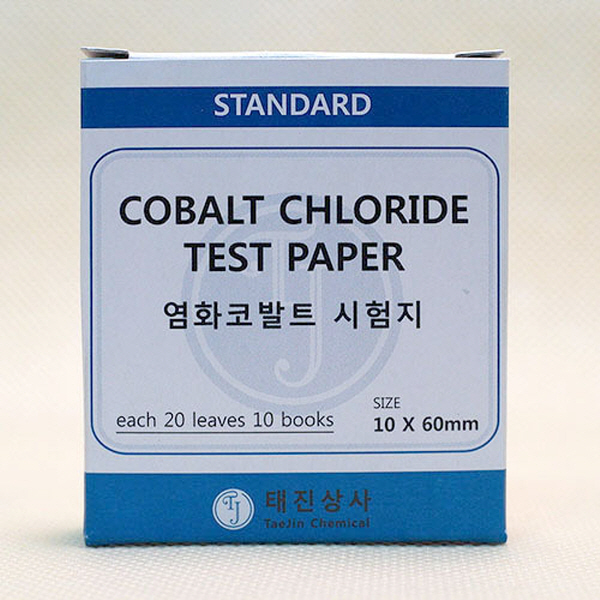 STANDARD
COBALT CHLORIDE
TEST PAPER
염화코발트 시험지
each 20 leaves 10 books
SIZE
10 X 60mm
TJ
태진상사
TaeJin Chemical